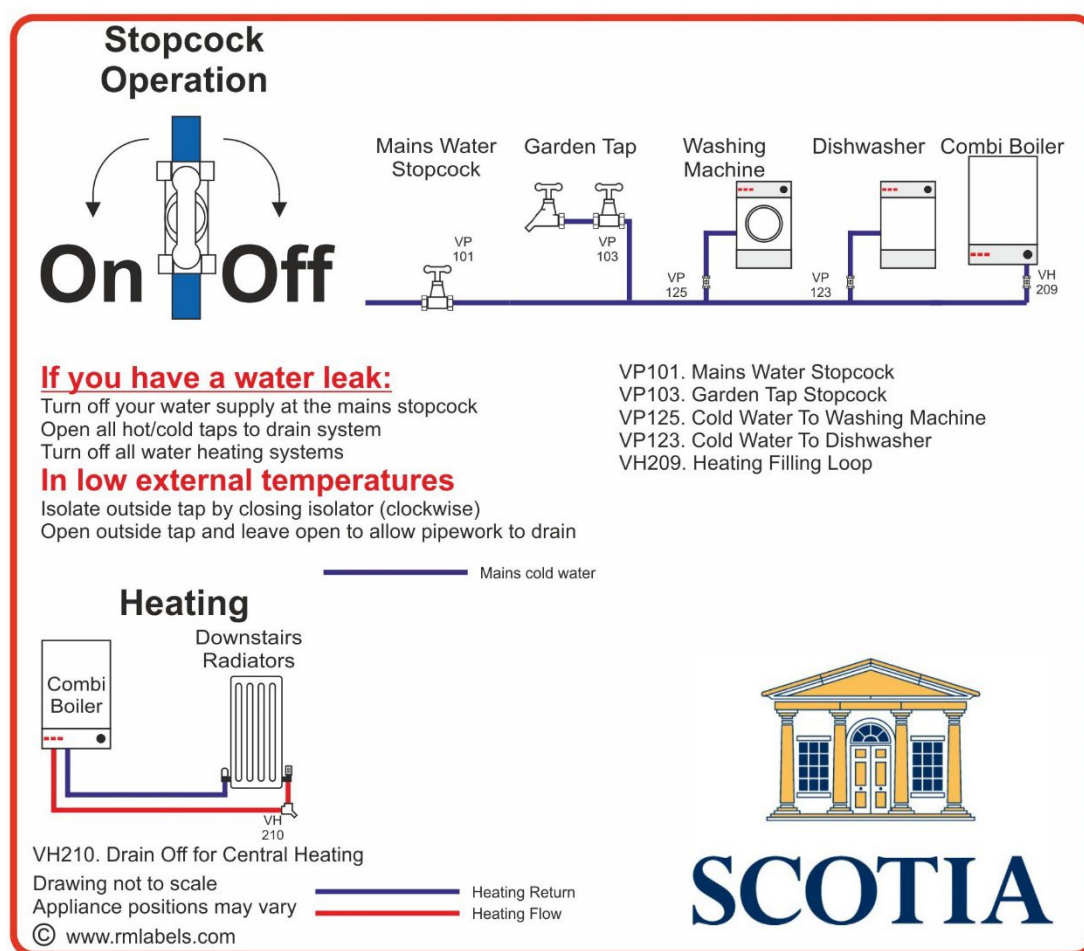 Stopcock
Operation
On Off
Mains Water
Stopcock
Garden Tap
Washing
Machine
Dishwasher
Combi Boiler
VP
101
VP
103
VP
125
VP
123
VH
209
If you have a water leak:
Turn off your water supply at the mains stopcock
Open all hot/cold taps to drain system
Turn off all water heating systems
In low external temperatures
Isolate outside tap by closing isolator (clockwise)
Open outside tap and leave open to allow pipework to drain
VP101. Mains Water Stopcock
VP103. Garden Tap Stopcock
VP125. Cold Water To Washing Machine
VP123. Cold Water To Dishwasher
VH209. Heating Filling Loop
Mains cold water
Heating
Combi
Boiler
Downstairs
Radiators
VH
210
VH210. Drain Off for Central Heating
Drawing not to scale
Appliance positions may vary
© www.rmlabels.com
Heating Return
Heating Flow
SCOTIA